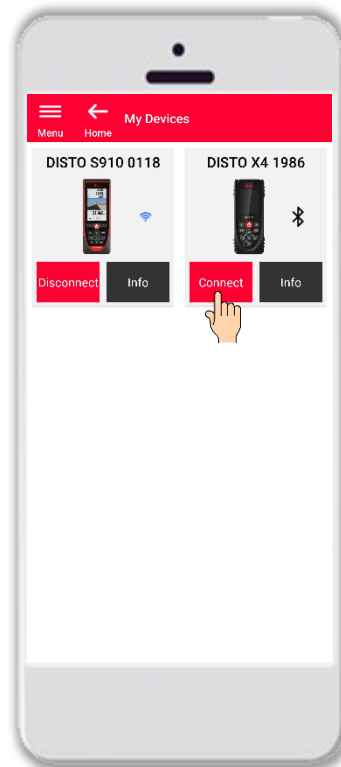 My Devices
Menu Home
DISTO S910 0118
DISTO X4 1986
Disconnect
Info
Connect
Info